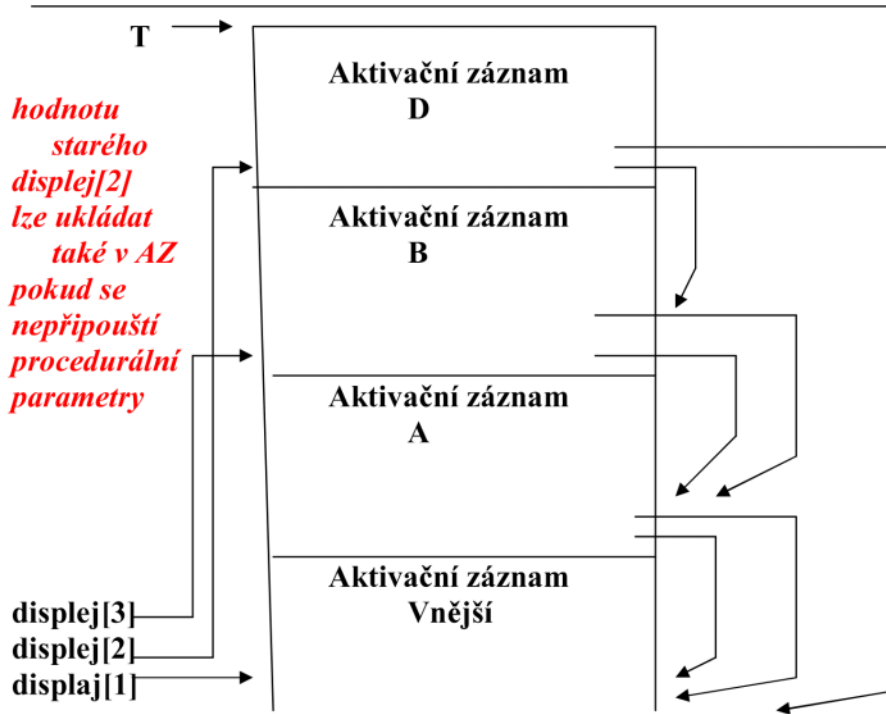 T
Aktivační záznam
D
hodnotu
starého
displej[2]
lze ukládat
také v AZ
pokud se
nepřipouští
procedurální
parametry
Aktivační záznam
B
Aktivační záznam
A
Aktivační záznam
Vnější
displej[3]
displej[2]
displaj[1]